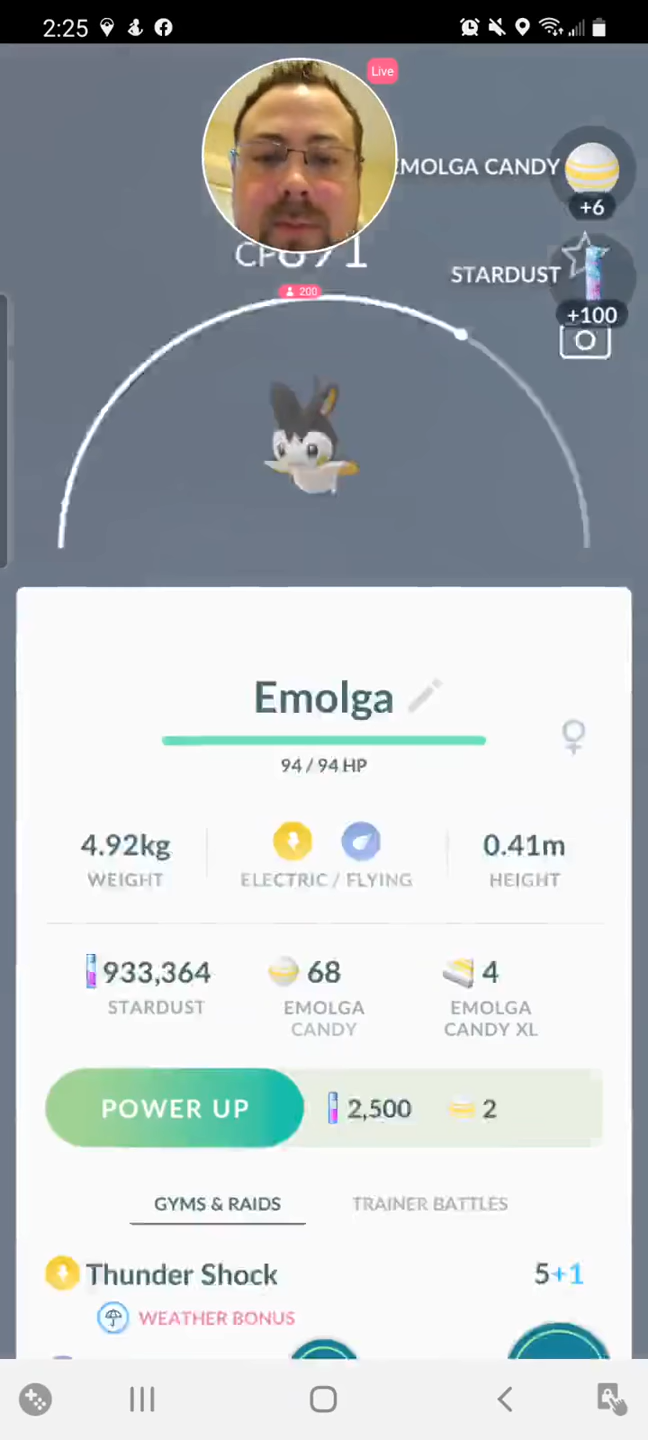 2:25
Live
EMOLGA CANDY
+6
STARDUST
+100
200
Emolga
94 / 94 HP
4.92kg
WEIGHT
ELECTRIC / FLYING
0.41m
HEIGHT
933,364
STARDUST
68
EMOLGA
CANDY
4
EMOLGA
CANDY XL
POWER UP
2,500
2
GYMS & RAIDS
TRAINER BATTLES
Thunder Shock
5+1
WEATHER BONUS